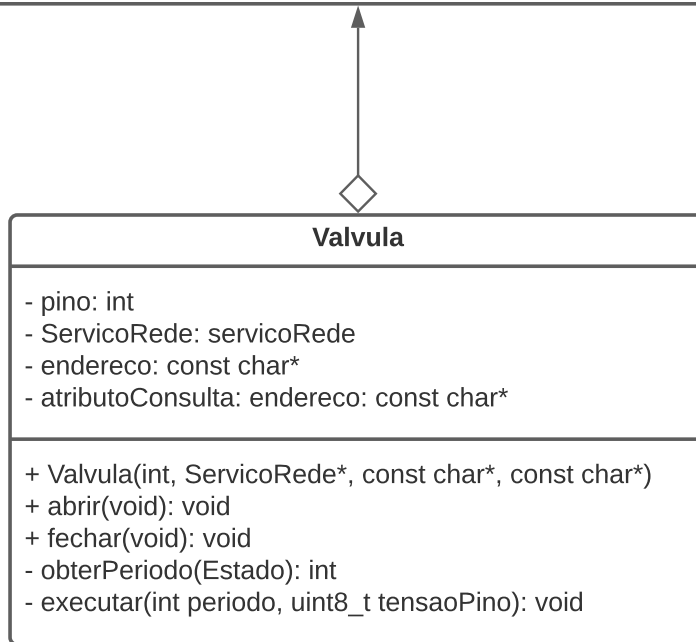 Valvula
- pino: int
- ServicoRede: servicoRede
- endereco: const char*
- atributoConsulta: endereco: const char*
+ Valvula(int, ServicoRede*, const char*, const char*)
+ abrir(void): void
+ fechar(void): void
- obterPeriodo(Estado): int
- executar(int periodo, uint8_t tensaoPino): void